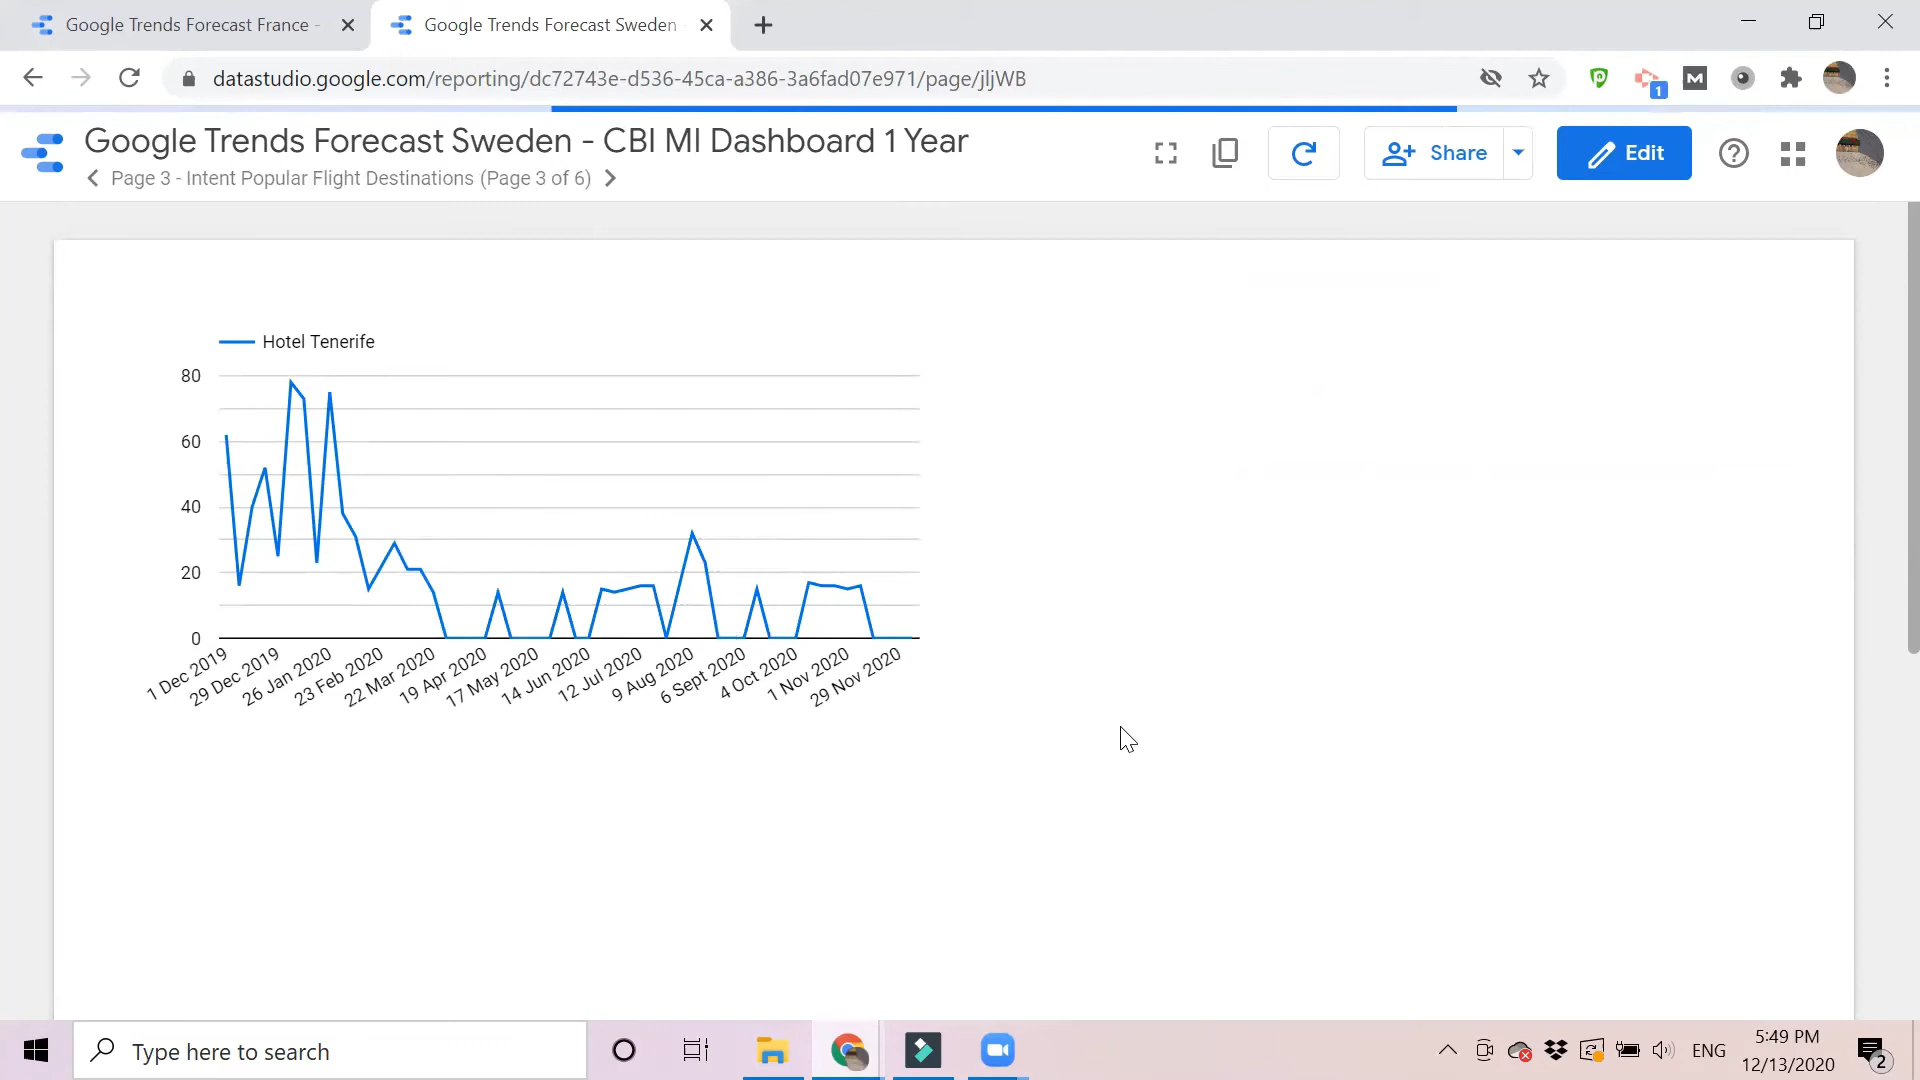 Google Trends Forecast France -
Google Trends Forecast Sweden
datastudio.google.com/reporting/dc72743e-d536-45ca-a386-3a6fad07e971/page/jljWB
1
M
Google Trends Forecast Sweden - CBI MI Dashboard 1 Year
Page 3 - Intent Popular Flight Destinations (Page 3 of 6)
Share
Edit
Hotel Tenerife
80
60
40
20
0
1 Dec 2019
29 Dec 2019
26 Jan 2020
23 Feb 2020
22 Mar 2020
19 Apr 2020
17 May 2020
14 Jun 2020
12 Jul 2020
9 Aug 2020
6 Sept 2020
4 Oct 2020
1 Nov 2020
29 Nov 2020
Type here to search
ENG
5:49 PM
12/13/2020
2